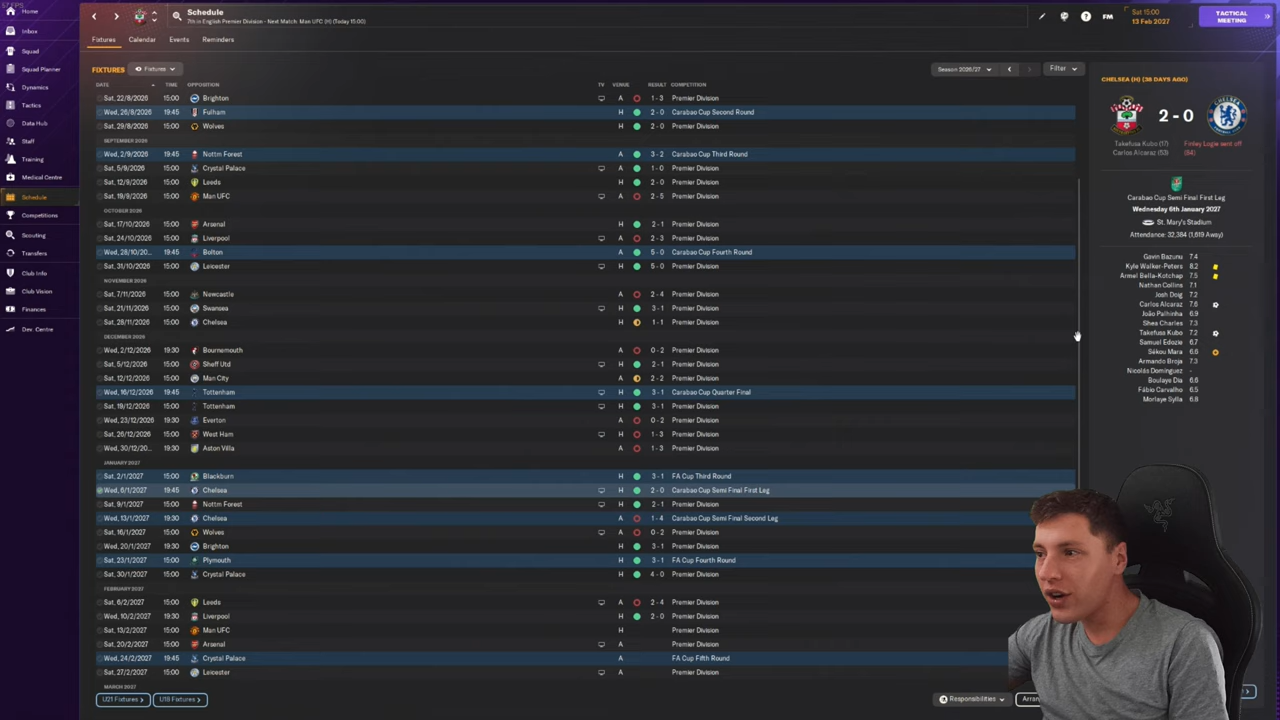 57 FPS
Home
Inbox
Squad
Squad Planner
Dynamics
Tactics
Data Hub
Staff
Training
Medical Centre
Schedule
Competitions
Scouting
Transfers
Club Info
Club Vision
Finances
Dev. Centre
Schedule
7th in English Premier Division - Next Match: Man UFC (H) (Today 15:00)
FM
Sat 15:00
13 Feb 2027
TACTICAL MEETING
Fixtures Calendar Events Reminders
FIXTURES Fixtures Season 2026/27 Filter
DATE TIME OPPOSITION TV VENUE RESULT COMPETITION
Sat, 22/8/2026 15:00 Brighton A 1 - 3 Premier Division
Wed, 26/8/2026 19:45 Fulham H 2 - 0 Carabao Cup Second Round
Sat, 29/8/2026 15:00 Wolves H 2 - 0 Premier Division
SEPTEMBER 2026
Wed, 2/9/2026 19:45 Nottm Forest A 3 - 2 Carabao Cup Third Round
Sat, 5/9/2026 15:00 Crystal Palace A 1 - 0 Premier Division
Sat, 12/9/2026 15:00 Leeds H 2 - 0 Premier Division
Sat, 19/9/2026 15:00 Man UFC A 2 - 5 Premier Division
OCTOBER 2026
Sat, 17/10/2026 15:00 Arsenal H 2 - 1 Premier Division
Sat, 24/10/2026 15:00 Liverpool A 2 - 3 Premier Division
Wed, 28/10/20... 19:45 Bolton A 5 - 0 Carabao Cup Fourth Round
Sat, 31/10/2026 15:00 Leicester H 5 - 0 Premier Division
NOVEMBER 2026
Sat, 7/11/2026 15:00 Newcastle A 2 - 4 Premier Division
Sat, 21/11/2026 15:00 Swansea H 3 - 1 Premier Division
Sat, 28/11/2026 15:00 Chelsea H 1 - 1 Premier Division
DECEMBER 2026
Wed, 2/12/2026 19:30 Bournemouth A 0 - 2 Premier Division
Sat, 5/12/2026 15:00 Sheff Utd H 2 - 1 Premier Division
Sat, 12/12/2026 15:00 Man City A 2 - 2 Premier Division
Wed, 16/12/2026 19:45 Tottenham H 3 - 1 Carabao Cup Quarter Final
Sat, 19/12/2026 15:00 Tottenham H 3 - 1 Premier Division
Wed, 23/12/2026 19:30 Everton A 0 - 2 Premier Division
Sat, 26/12/2026 15:00 West Ham H 1 - 3 Premier Division
Wed, 30/12/20... 19:30 Aston Villa A 1 - 3 Premier Division
JANUARY 2027
Sat, 2/1/2027 15:00 Blackburn H 3 - 1 FA Cup Third Round
Wed, 6/1/2027 19:45 Chelsea H 2 - 0 Carabao Cup Semi Final First Leg
Sat, 9/1/2027 15:00 Nottm Forest H 2 - 1 Premier Division
Wed, 13/1/2027 19:30 Chelsea A 1 - 4 Carabao Cup Semi Final Second Leg
Sat, 16/1/2027 15:00 Wolves A 0 - 2 Premier Division
Wed, 20/1/2027 19:30 Brighton H 3 - 1 Premier Division
Sat, 23/1/2027 15:00 Plymouth H 3 - 1 FA Cup Fourth Round
Sat, 30/1/2027 15:00 Crystal Palace H 4 - 0 Premier Division
FEBRUARY 2027
Sat, 6/2/2027 15:00 Leeds A 2 - 4 Premier Division
Wed, 10/2/2027 19:30 Liverpool H 2 - 0 Premier Division
Sat, 13/2/2027 15:00 Man UFC H Premier Division
Sat, 20/2/2027 15:00 Arsenal A Premier Division
Wed, 24/2/2027 19:45 Crystal Palace A FA Cup Fifth Round
Sat, 27/2/2027 15:00 Leicester A Premier Division
MARCH 2027
U21 Fixtures U18 Fixtures Responsibilities
CHELSEA (H) (38 DAYS AGO)
2 - 0
Takefusa Kubo (17)
Carlos Alcaraz (53)
Finley Logie sent off
(64)
Carabao Cup Semi Final First Leg
Wednesday 6th January 2027
St. Mary's Stadium
Attendance: 32,384 (1,619 Away)
Gavin Bazunu 7.4
Kyle Walker-Peters 8.2
Armel Bella-Kotchap 7.5
Nathan Collins 7.1
Josh Doig 7.2
Carlos Alcaraz 7.6
João Palhinha 6.9
Shea Charles 7.3
Takefusa Kubo 7.2
Samuel Edozie 6.7
Sékou Mara 6.6
Armando Broja 7.3
Nicolás Domínguez -
Boulaye Dia 6.6
Fábio Carvalho 6.5
Morlaye Sylla 6.8